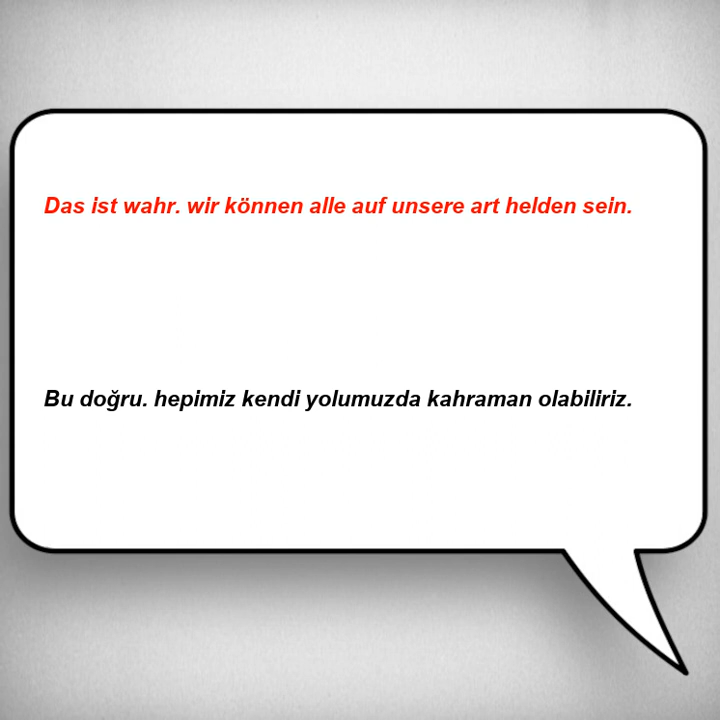 Das ist wahr. wir können alle auf unsere art helden sein.
Bu doğru. hepimiz kendi yolumuzda kahraman olabiliriz.